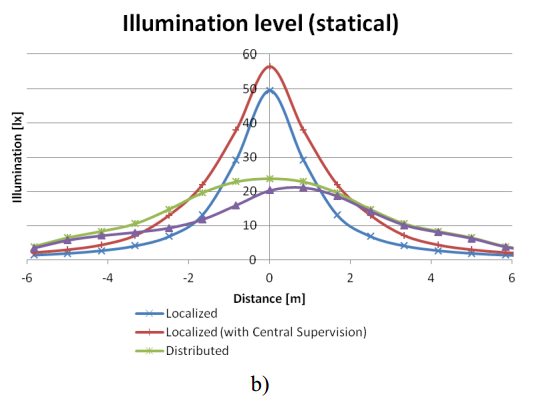 Illumination level (statical)
60
50
40
30
20
10
0
Illumination [lx]
-6 -4 -2 0 2 4 6
Distance [m]
Localized
Localized (with Central Supervision)
Distributed
b)